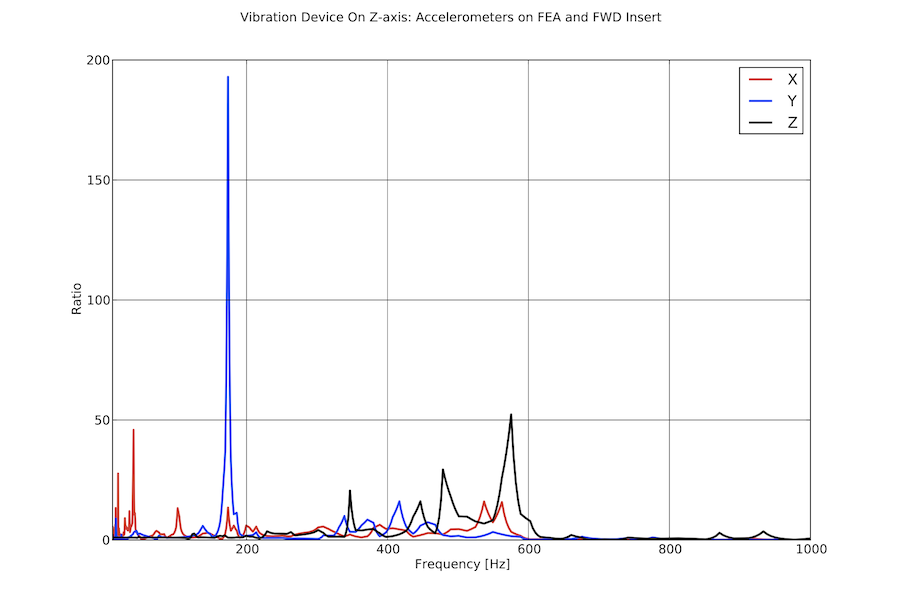 Vibration Device On Z-axis: Accelerometers on FEA and FWD Insert
200
150
100
50
0
Ratio
X
Y
Z
200
400
600
800
1000
Frequency [Hz]